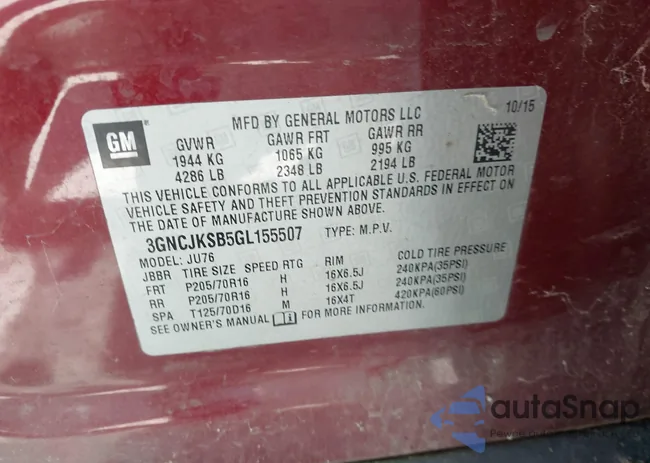 MFD BY GENERAL MOTORS LLC 10/15
GM
GVWR GAWR FRT GAWR RR
1944 KG 1065 KG 995 KG
4286 LB 2348 LB 2194 LB
THIS VEHICLE CONFORMS TO ALL APPLICABLE U.S. FEDERAL MOTOR
VEHICLE SAFETY AND THEFT PREVENTION STANDARDS IN EFFECT ON
THE DATE OF MANUFACTURE SHOWN ABOVE.
3GNCJKSB5GL155507 TYPE: M.P.V.
MODEL: JU76
JBBR TIRE SIZE SPEED RTG RIM COLD TIRE PRESSURE
FRT P205/70R16 H 16X6.5J 240KPA(35PSI)
RR P205/70R16 H 16X6.5J 240KPA(35PSI)
SPA T125/70D16 M 16X4T 420KPA(60PSI)
SEE OWNER'S MANUAL FOR MORE INFORMATION.
autoSnap
Powered by AutoBidMaster